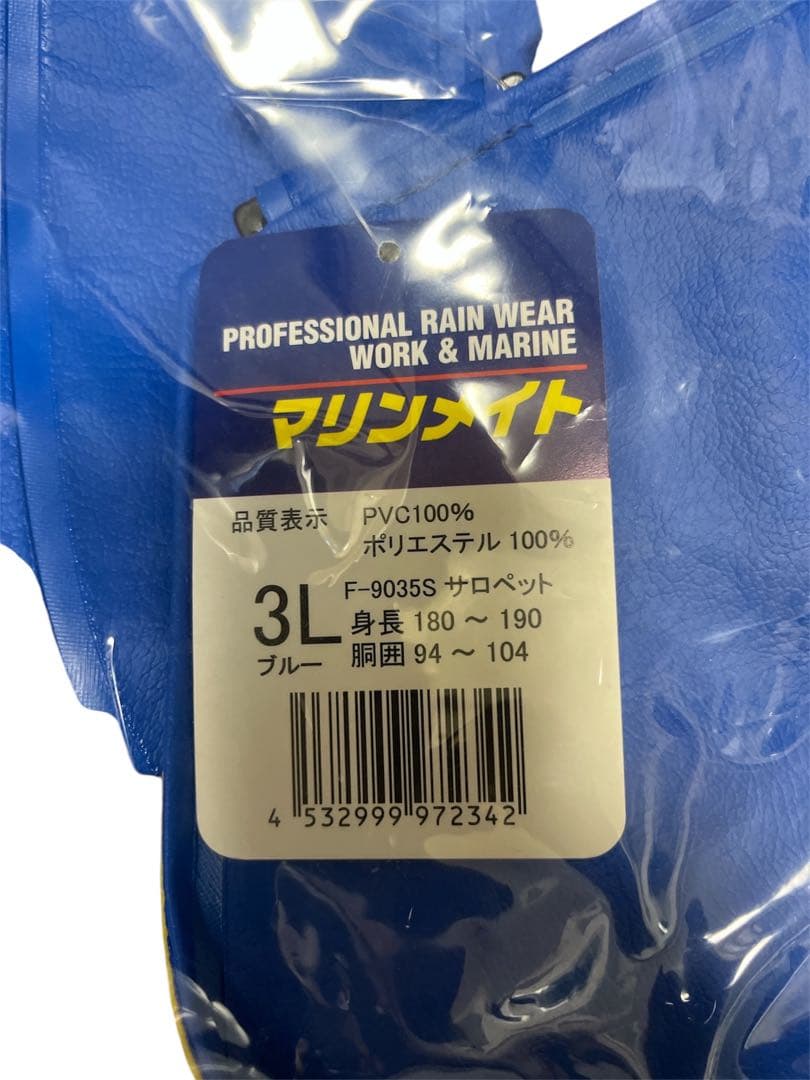 PROFESSIONAL RAIN WEAR
WORK & MARINE
マリンメイト
品質表示 PVC100%
ポリエステル 100%
3L
ブルー
F-9035S サロペット
身長 180 ～ 190
胴囲 94 ～ 104
4 532999 972342